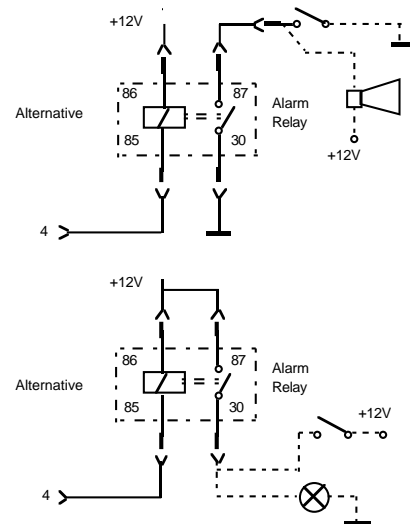 +12V
86
87
Alternative
Alarm
Relay
85
30
+12V
4
+12V
86
87
Alternative
Alarm
Relay
85
30
+12V
4